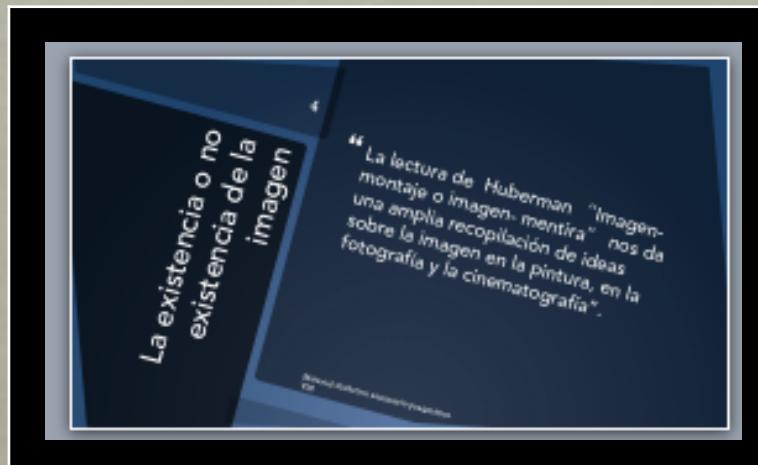 4
La existencia o no
existencia de la
imagen
“ La lectura de Huberman “Imagen-
montaje o imagen- mentira” nos da
una amplia recopilación de ideas
sobre la imagen en la pintura, en la
fotografía y la cinematografía”.